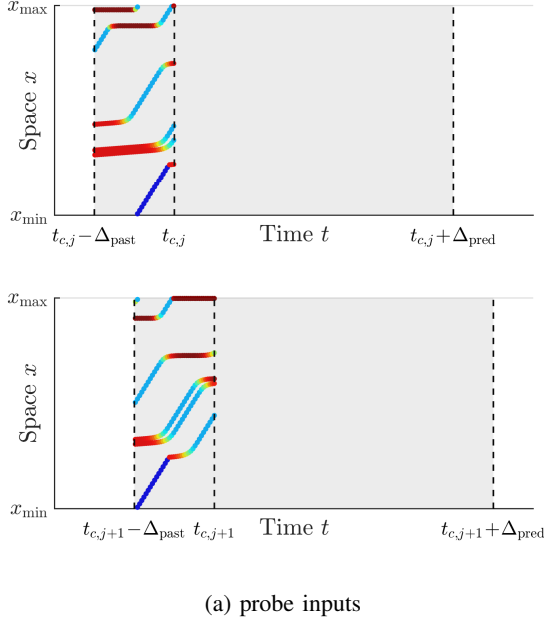 x_max
Space x
x_min
t_{c,j}−Δ_past t_{c,j} Time t t_{c,j}+Δ_pred
x_max
Space x
x_min
t_{c,j+1}−Δ_past t_{c,j+1} Time t t_{c,j+1}+Δ_pred
(a) probe inputs